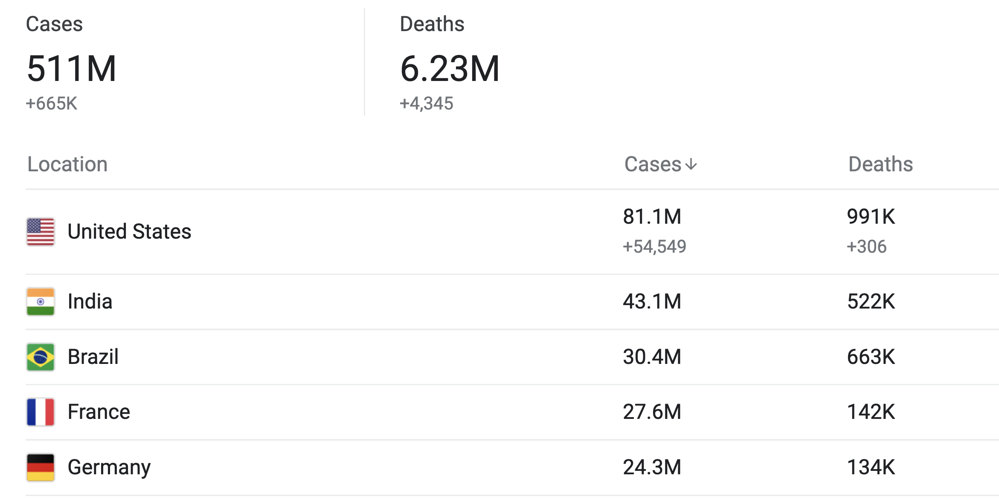 Cases
511M
+665K
Deaths
6.23M
+4,345
Location Cases↓ Deaths
United States 81.1M 991K
+54,549 +306
India 43.1M 522K
Brazil 30.4M 663K
France 27.6M 142K
Germany 24.3M 134K